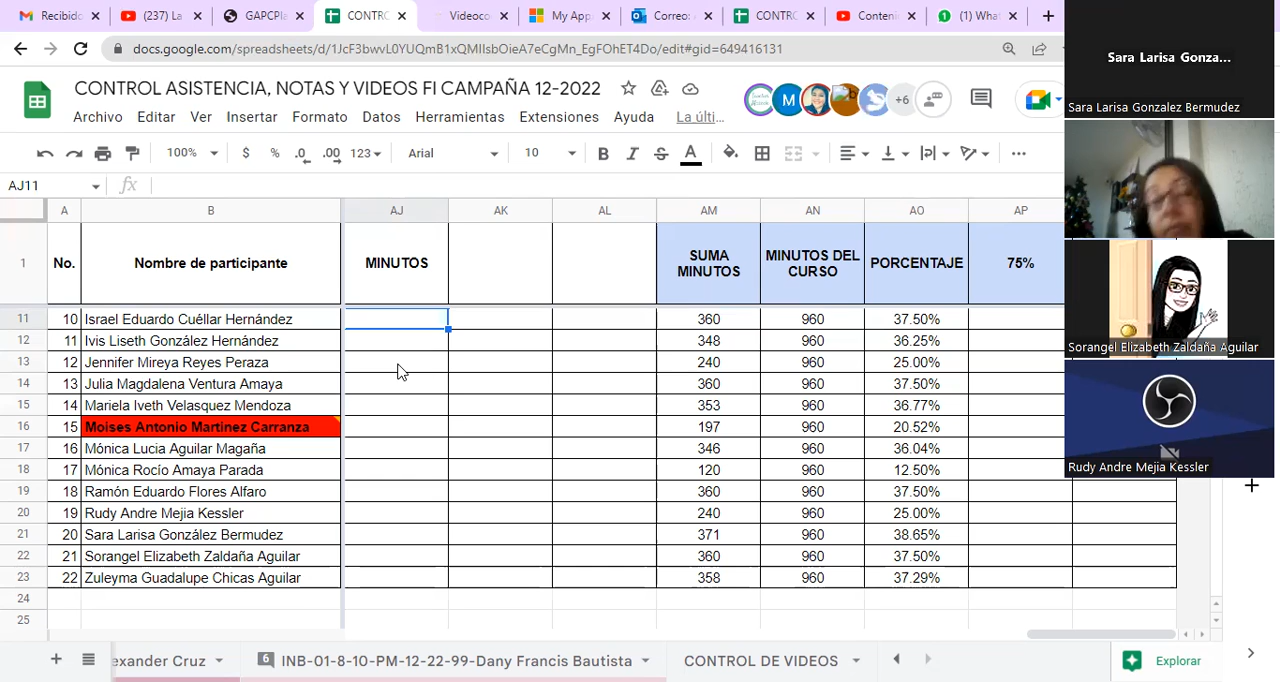 Recibido
(237) La
GAPCPla
CONTRO
Videoco
My App
Correo:
CONTRO
Conteni
(1) What
docs.google.com/spreadsheets/d/1JcF3bwvL0YUQmB1xQMIlsbOieA7eCgMn_EgFOhET4Do/edit#gid=649416131
CONTROL ASISTENCIA, NOTAS Y VIDEOS FI CAMPAÑA 12-2022
M
+6
Archivo Editar Ver Insertar Formato Datos Herramientas Extensiones Ayuda La últi...
100% $ % .0 .00 123 Arial 10 B I S A
AJ11 fx
A B AJ AK AL AM AN AO AP
1 No. Nombre de participante MINUTOS SUMA MINUTOS MINUTOS DEL CURSO PORCENTAJE 75%
11 10 Israel Eduardo Cuéllar Hernández 360 960 37.50%
12 11 Ivis Liseth González Hernández 348 960 36.25%
13 12 Jennifer Mireya Reyes Peraza 240 960 25.00%
14 13 Julia Magdalena Ventura Amaya 360 960 37.50%
15 14 Mariela Iveth Velasquez Mendoza 353 960 36.77%
16 15 Moises Antonio Martinez Carranza 197 960 20.52%
17 16 Mónica Lucia Aguilar Magaña 346 960 36.04%
18 17 Mónica Rocío Amaya Parada 120 960 12.50%
19 18 Ramón Eduardo Flores Alfaro 360 960 37.50%
20 19 Rudy Andre Mejia Kessler 240 960 25.00%
21 20 Sara Larisa González Bermudez 371 960 38.65%
22 21 Sorangel Elizabeth Zaldaña Aguilar 360 960 37.50%
23 22 Zuleyma Guadalupe Chicas Aguilar 358 960 37.29%
24
25
exander Cruz
6 INB-01-8-10-PM-12-22-99-Dany Francis Bautista
CONTROL DE VIDEOS
Explorar
Sara Larisa Gonza...
Sara Larisa Gonzalez Bermudez
Sorangel Elizabeth Zaldaña Aguilar
Rudy Andre Mejia Kessler